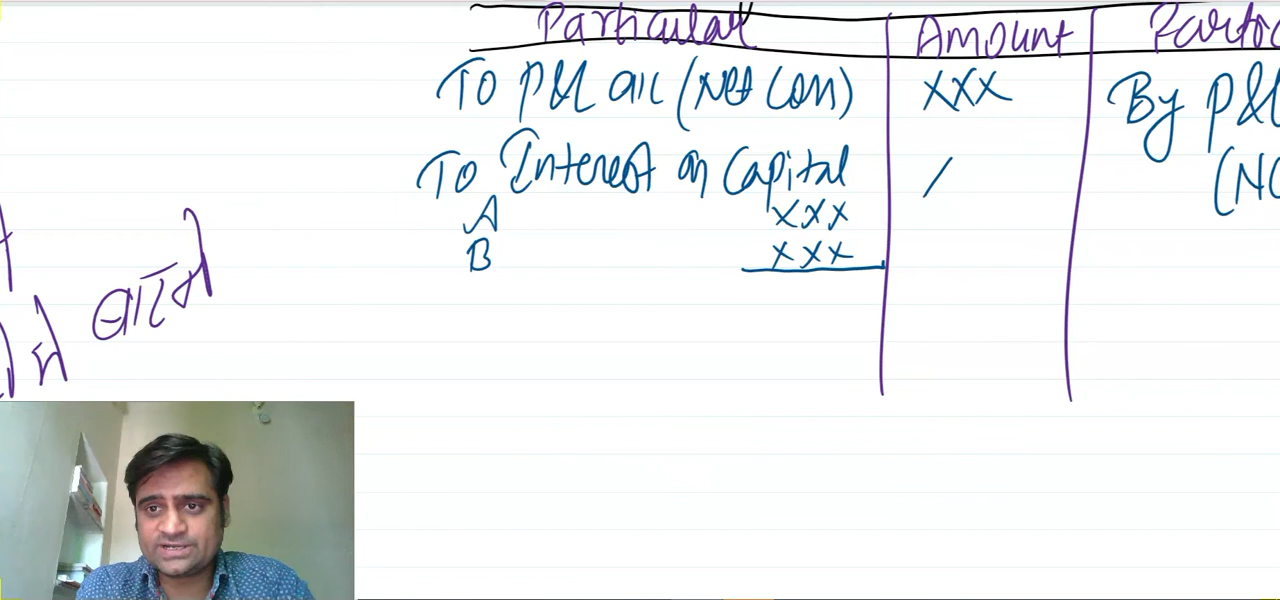 Particular Amount
To P&L a/c (Net Loss) XXX By P&L
To Interest on Capital
A XXX (N
B XXX